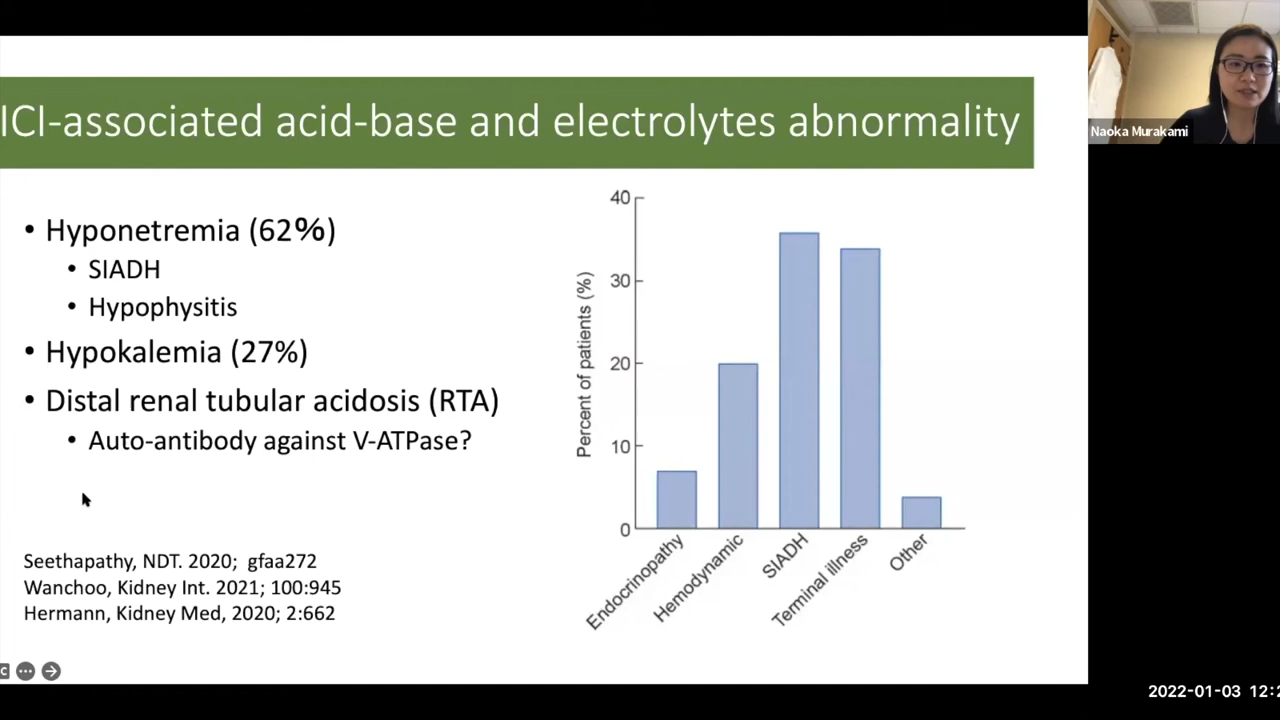 ICI-associated acid-base and electrolytes abnormality
Naoka Murakami
• Hyponetremia (62%)
• SIADH
• Hypophysitis
• Hypokalemia (27%)
• Distal renal tubular acidosis (RTA)
• Auto-antibody against V-ATPase?
Seethapathy, NDT. 2020; gfaa272
Wanchoo, Kidney Int. 2021; 100:945
Hermann, Kidney Med, 2020; 2:662
Percent of patients (%)
40
30
20
10
0
Endocrinopathy
Hemodynamic
SIADH
Terminal illness
Other
2022-01-03 12:2